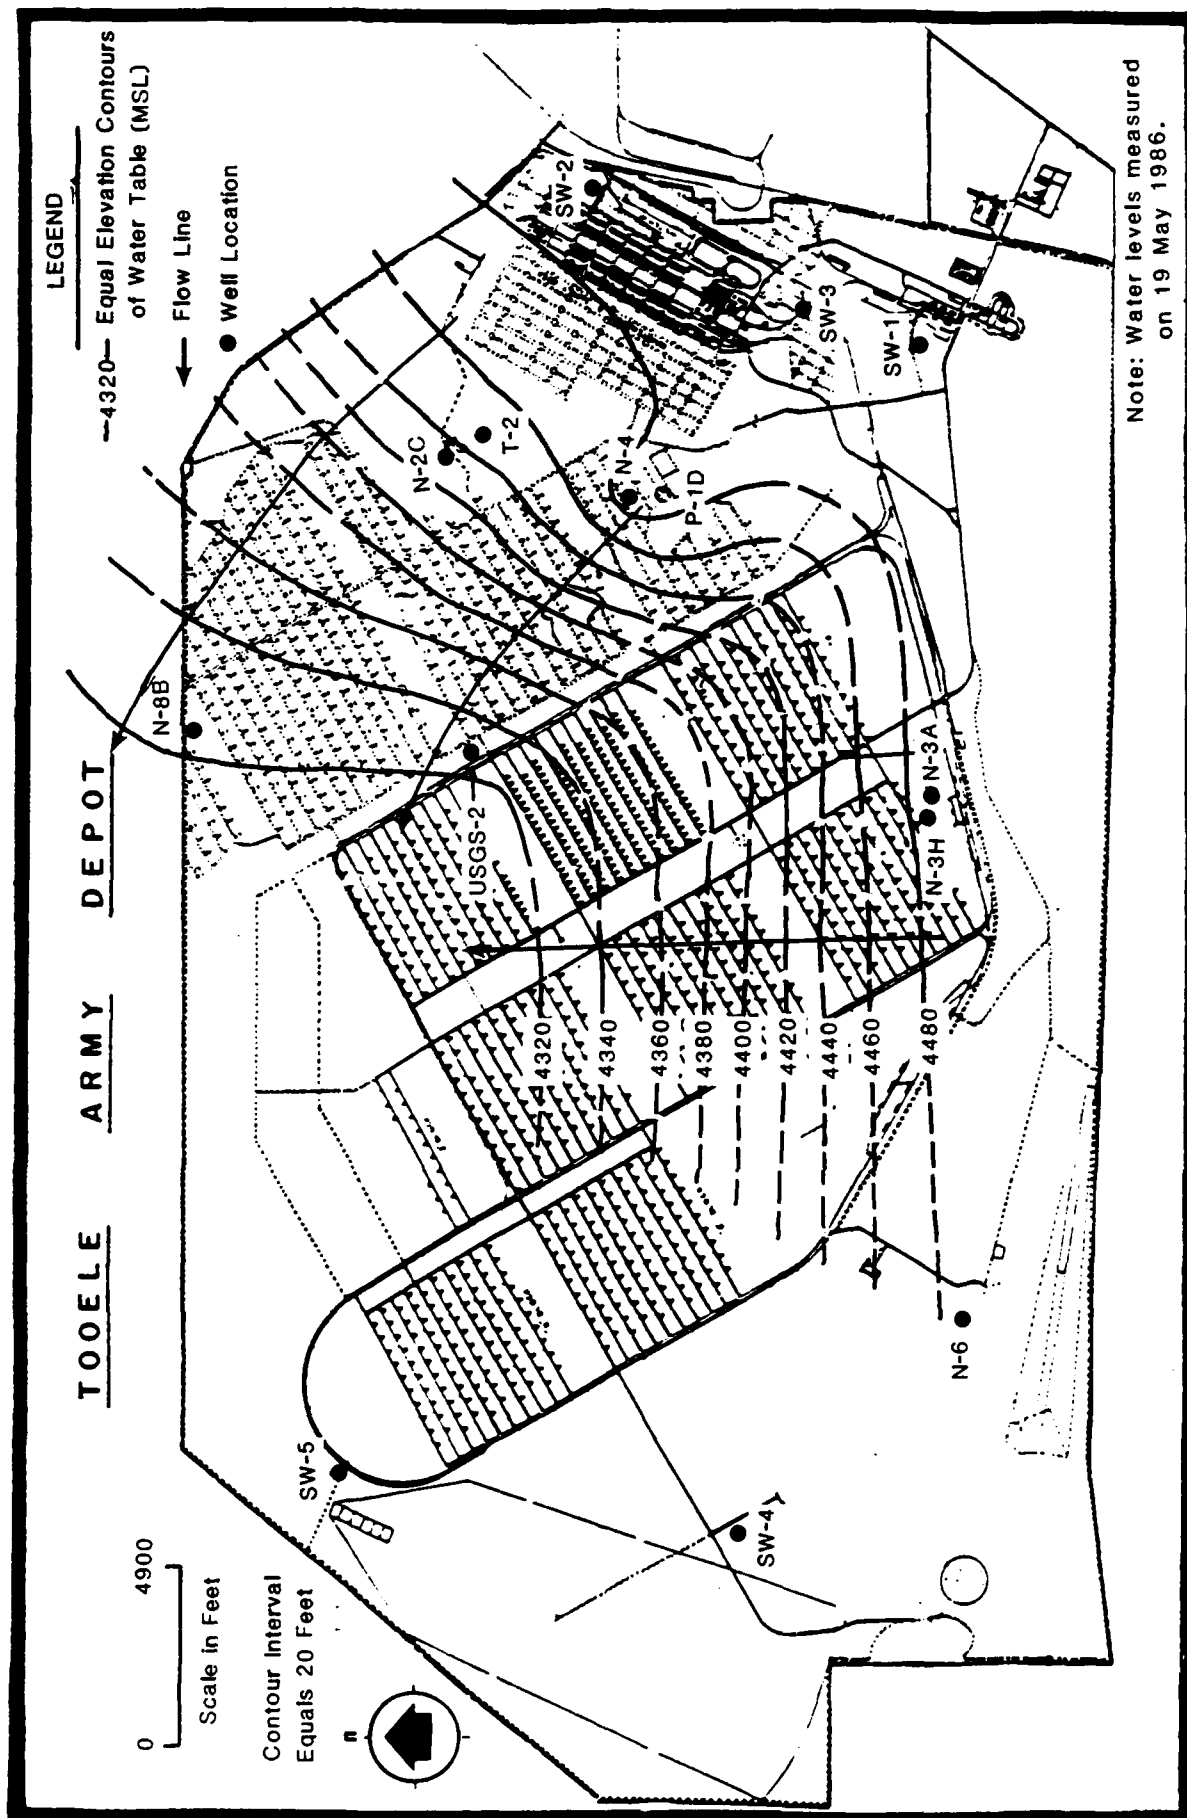 TOOELE ARMY DEPOT
LEGEND
—4320— Equal Elevation Contours
of Water Table (MSL)
Flow Line
Well Location
0 4900
Scale in Feet
Contour Interval
Equals 20 Feet
n
SW-5
SW-4
N-6
N-8B
USGS-2
N-2C
T-2
N-4
P-1D
SW-2
SW-3
SW-1
N-3A
N-3H
4320
4340
4360
4380
4400
4420
4440
4460
4480
Note: Water levels measured
on 19 May 1986.